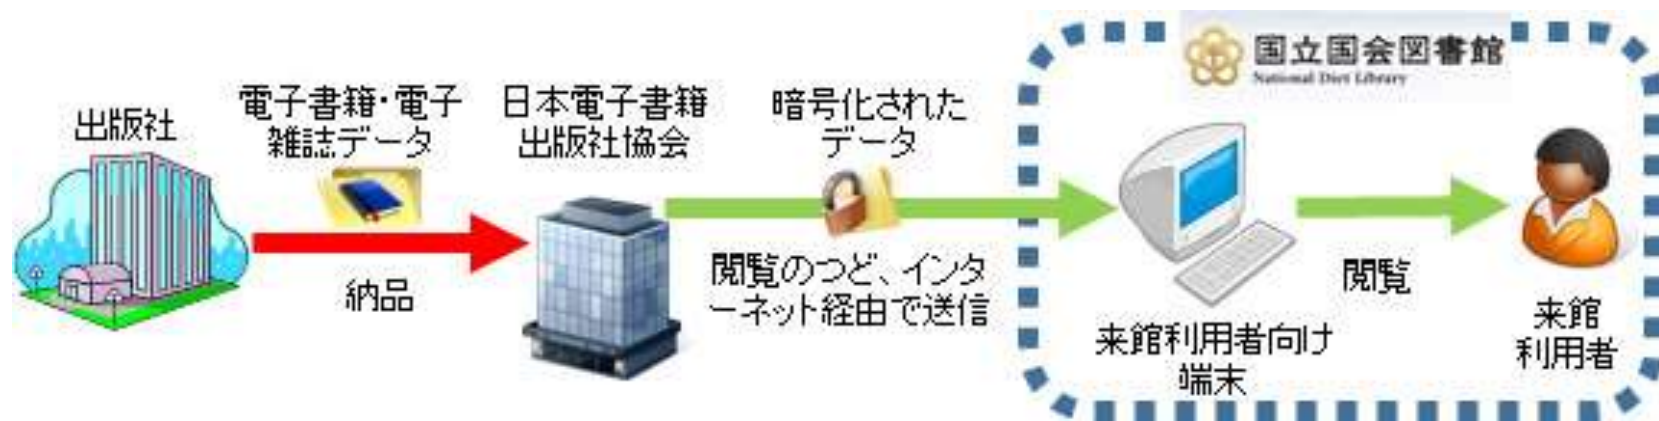 出版社
電子書籍・電子
雑誌データ
納品
日本電子書籍
出版社協会
暗号化された
データ
閲覧のつど、インタ
ーネット経由で送信
国立国会図書館
National Diet Library
来館利用者向け
端末
閲覧
来館
利用者